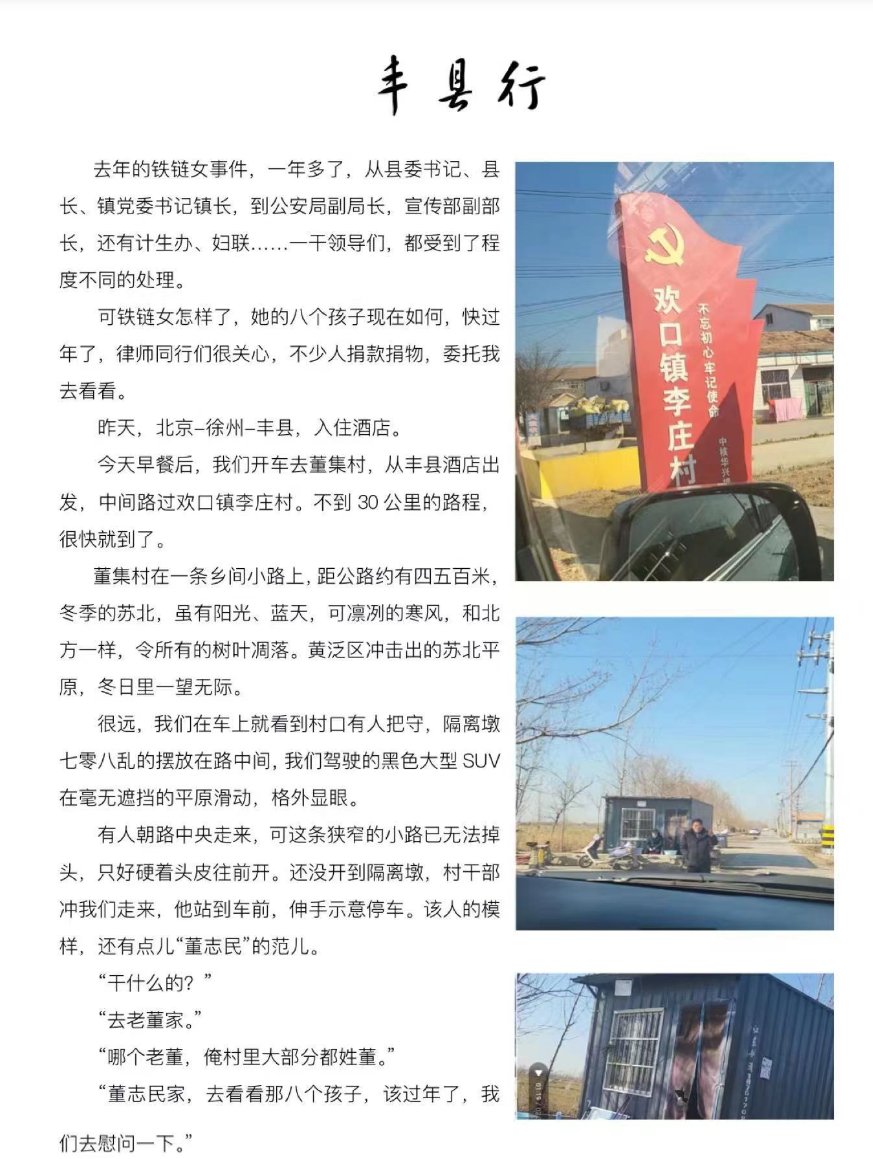 丰县行
去年的铁链女事件，一年多了，从县委书记、县
长、镇党委书记镇长，到公安局副局长，宣传部副部
长，还有计生办、妇联……一干领导们，都受到了程
度不同的处理。
可铁链女怎样了，她的八个孩子现在如何，快过
年了，律师同行们很关心，不少人捐款捐物，委托我
去看看。
昨天，北京-徐州-丰县，入住酒店。
今天早餐后，我们开车去董集村，从丰县酒店出
发，中间路过欢口镇李庄村。不到 30 公里的路程，
很快就到了。
董集村在一条乡间小路上，距公路约有四五百米，
冬季的苏北，虽有阳光、蓝天，可凛冽的寒风，和北
方一样，令所有的树叶凋落。黄泛区冲击出的苏北平
原，冬日里一望无际。
很远，我们在车上就看到村口有人把守，隔离墩
七零八乱的摆放在路中间，我们驾驶的黑色大型 SUV
在毫无遮挡的平原滑动，格外显眼。
有人朝路中央走来，可这条狭窄的小路已无法掉
头，只好硬着头皮往前开。还没开到隔离墩，村干部
冲我们走来，他站到车前，伸手示意停车。该人的模
样，还有点儿“董志民”的范儿。
“干什么的？”
“去老董家。”
“哪个老董，俺村里大部分都姓董。”
“董志民家，去看看那八个孩子，该过年了，我
们去慰问一下。”
欢口镇李庄村
不忘初心牢记使命
中核华兴